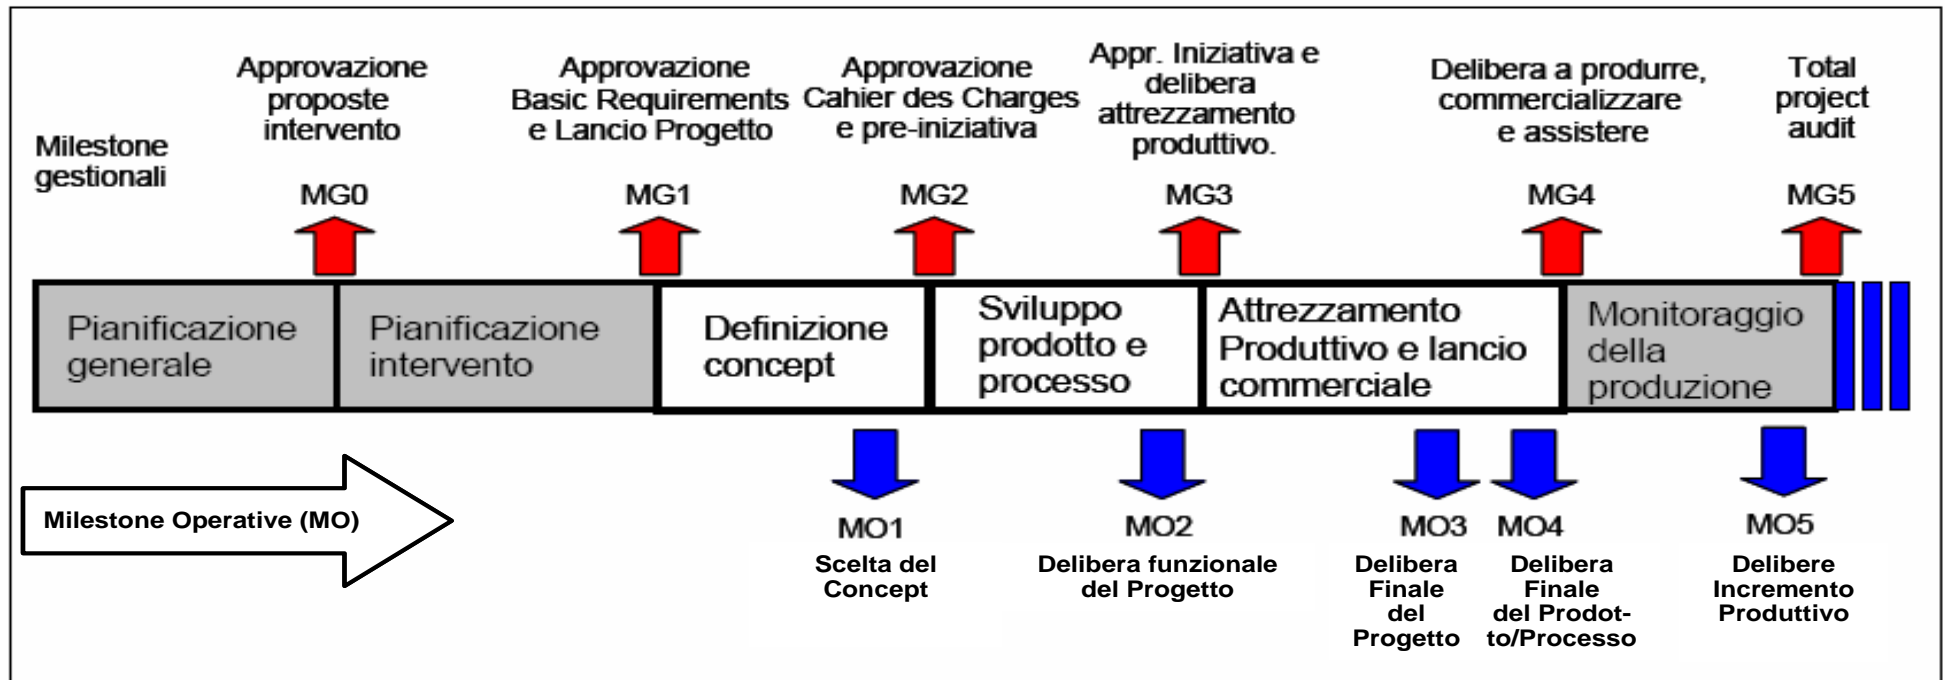 Milestone
gestionali
Approvazione
proposte
intervento
MG0
Approvazione
Basic Requirements
e Lancio Progetto
MG1
Approvazione
Cahier des Charges
e pre-iniziativa
MG2
Appr. Iniziativa e
delibera
attrezzamento
produttivo.
MG3
Delibera a produrre,
commercializzare
e assistere
MG4
Total
project
audit
MG5
Pianificazione
generale
Pianificazione
intervento
Definizione
concept
Sviluppo
prodotto e
processo
Attrezzamento
Produttivo e lancio
commerciale
Monitoraggio
della
produzione
Milestone Operative (MO)
MO1
Scelta del
Concept
MO2
Delibera funzionale
del Progetto
MO3
Delibera
Finale
del
Progetto
MO4
Delibera
Finale
del Prodot-
to/Processo
MO5
Delibere
Incremento
Produttivo